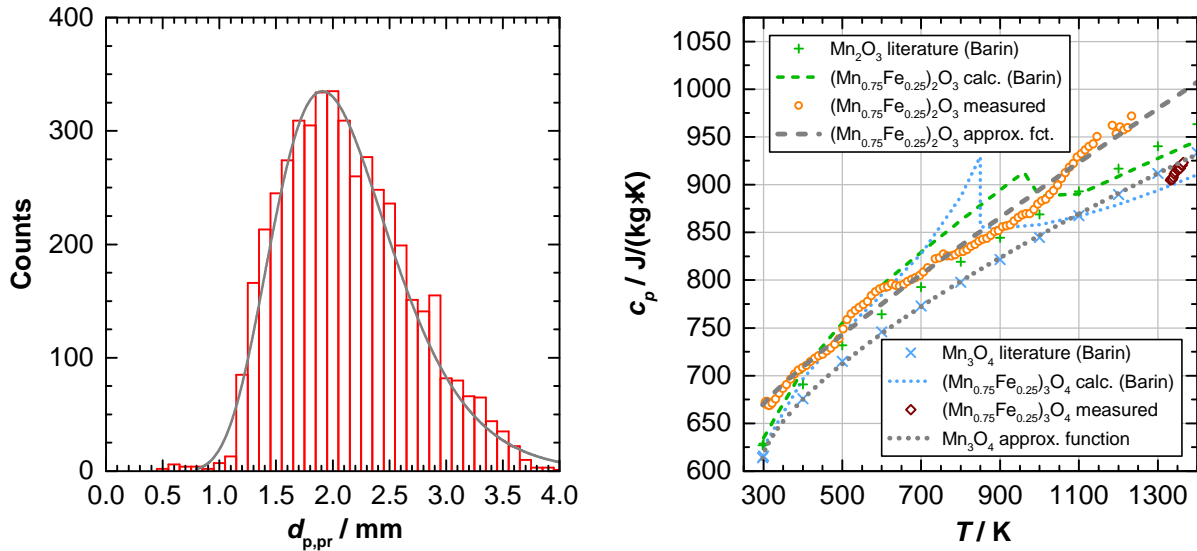 400
300
200
100
0
Counts
0.0 0.5 1.0 1.5 2.0 2.5 3.0 3.5 4.0
d_p,pr / mm
1050
1000
950
900
850
800
750
700
650
600
c_p / J/(kg*K)
Mn₂O₃ literature (Barin)
(Mn₀.₇₅Fe₀.₂₅)₂O₃ calc. (Barin)
(Mn₀.₇₅Fe₀.₂₅)₂O₃ measured
(Mn₀.₇₅Fe₀.₂₅)₂O₃ approx. fct.
Mn₃O₄ literature (Barin)
(Mn₀.₇₅Fe₀.₂₅)₃O₄ calc. (Barin)
(Mn₀.₇₅Fe₀.₂₅)₃O₄ measured
Mn₃O₄ approx. function
300 500 700 900 1100 1300
T / K